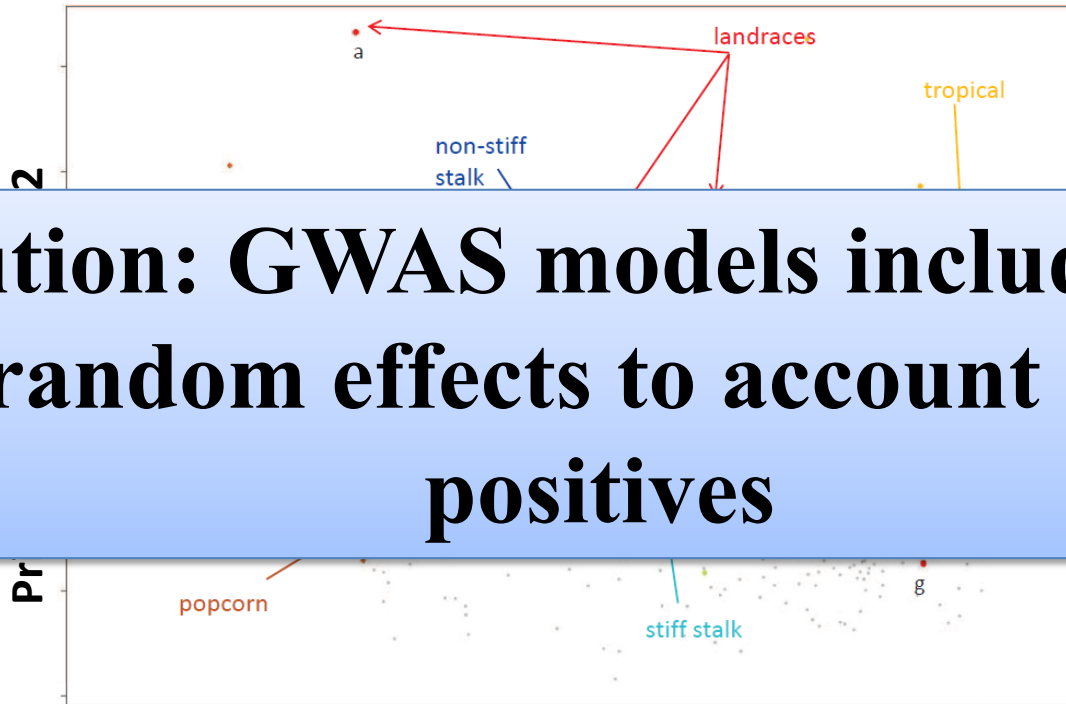 landraces
a
tropical
non-stiff
stalk
2
ution: GWAS models includ
random effects to account
positives
Pr
g
popcorn
stiff stalk